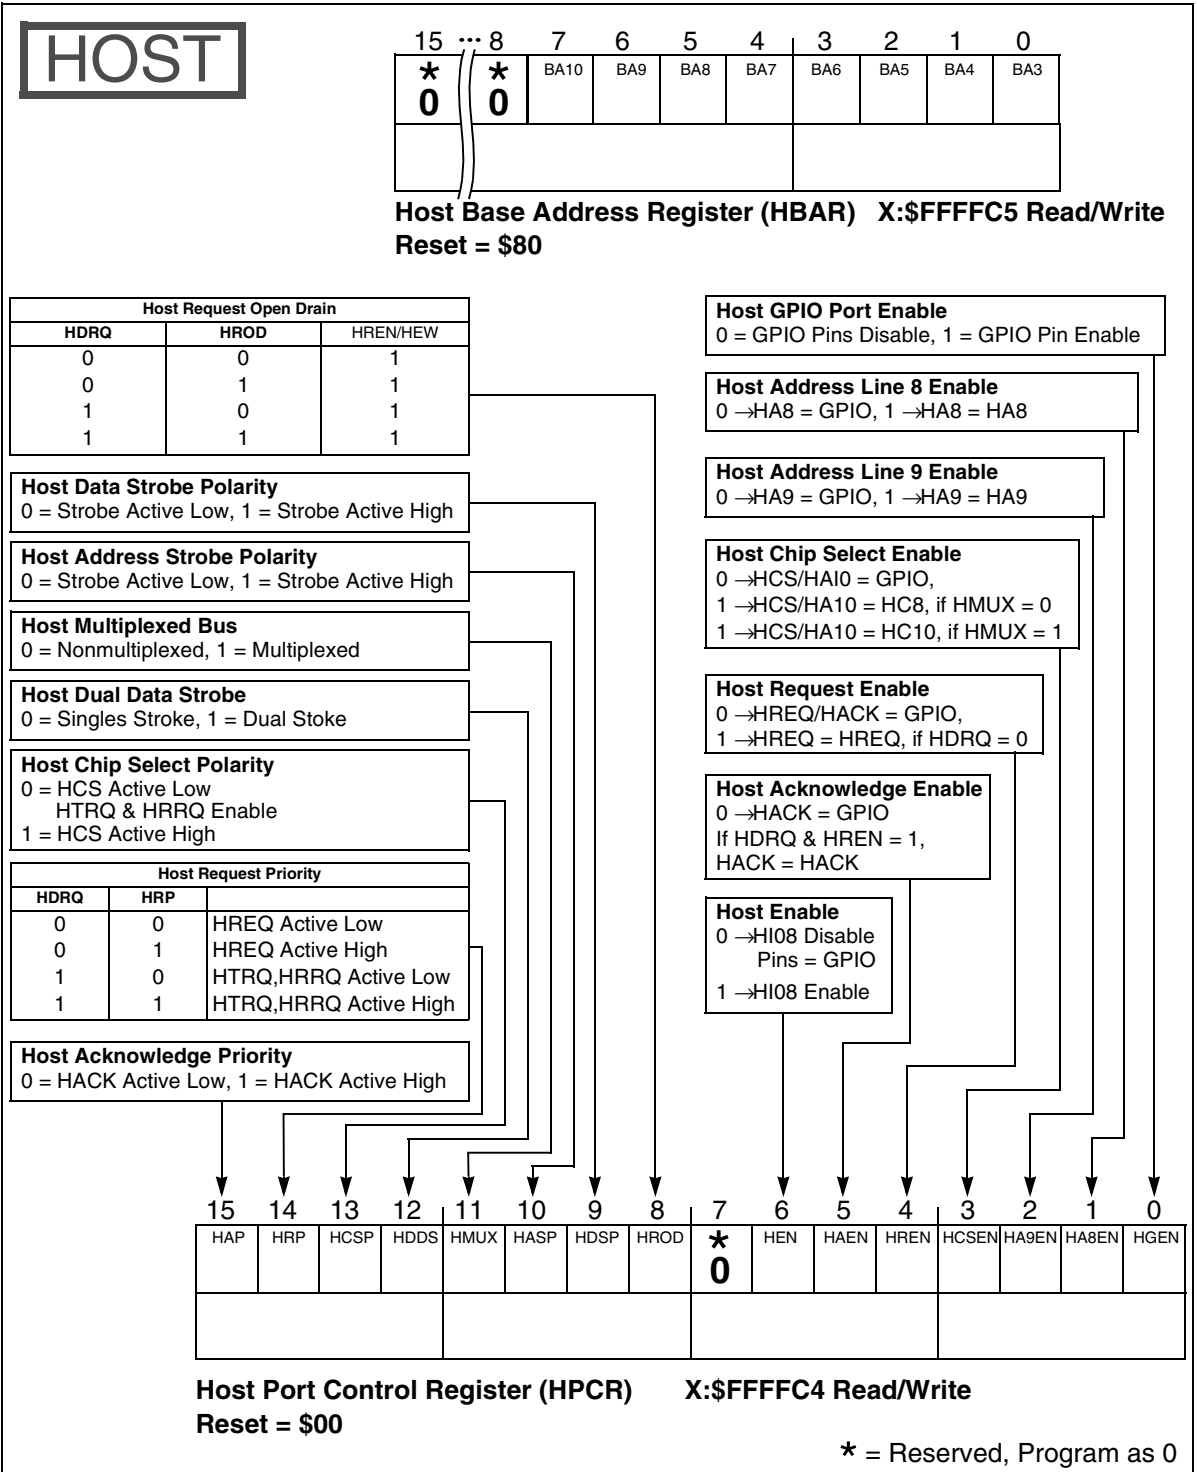 HOST
15 ··· 8 7 6 5 4 3 2 1 0
* * BA10 BA9 BA8 BA7 BA6 BA5 BA4 BA3
0 0
Host Base Address Register (HBAR) X:$FFFFC5 Read/Write
Reset = $80
Host Request Open Drain
HDRQ HROD HREN/HEW
0 0 1
0 1 1
1 0 1
1 1 1
Host Data Strobe Polarity
0 = Strobe Active Low, 1 = Strobe Active High
Host Address Strobe Polarity
0 = Strobe Active Low, 1 = Strobe Active High
Host Multiplexed Bus
0 = Nonmultiplexed, 1 = Multiplexed
Host Dual Data Strobe
0 = Singles Stroke, 1 = Dual Stoke
Host Chip Select Polarity
0 = HCS Active Low
HTRQ & HRRQ Enable
1 = HCS Active High
Host Request Priority
HDRQ HRP
0 0 HREQ Active Low
0 1 HREQ Active High
1 0 HTRQ,HRRQ Active Low
1 1 HTRQ,HRRQ Active High
Host Acknowledge Priority
0 = HACK Active Low, 1 = HACK Active High
Host GPIO Port Enable
0 = GPIO Pins Disable, 1 = GPIO Pin Enable
Host Address Line 8 Enable
0 →HA8 = GPIO, 1 →HA8 = HA8
Host Address Line 9 Enable
0 →HA9 = GPIO, 1 →HA9 = HA9
Host Chip Select Enable
0 →HCS/HAI0 = GPIO,
1 →HCS/HA10 = HC8, if HMUX = 0
1 →HCS/HA10 = HC10, if HMUX = 1
Host Request Enable
0 →HREQ/HACK = GPIO,
1 →HREQ = HREQ, if HDRQ = 0
Host Acknowledge Enable
0 →HACK = GPIO
If HDRQ & HREN = 1,
HACK = HACK
Host Enable
0 →HI08 Disable
Pins = GPIO
1 →HI08 Enable
15 14 13 12 11 10 9 8 7 6 5 4 3 2 1 0
HAP HRP HCSP HDDS HMUX HASP HDSP HROD * HEN HAEN HREN HCSEN HA9EN HA8EN HGEN
0
Host Port Control Register (HPCR) X:$FFFFC4 Read/Write
Reset = $00
* = Reserved, Program as 0